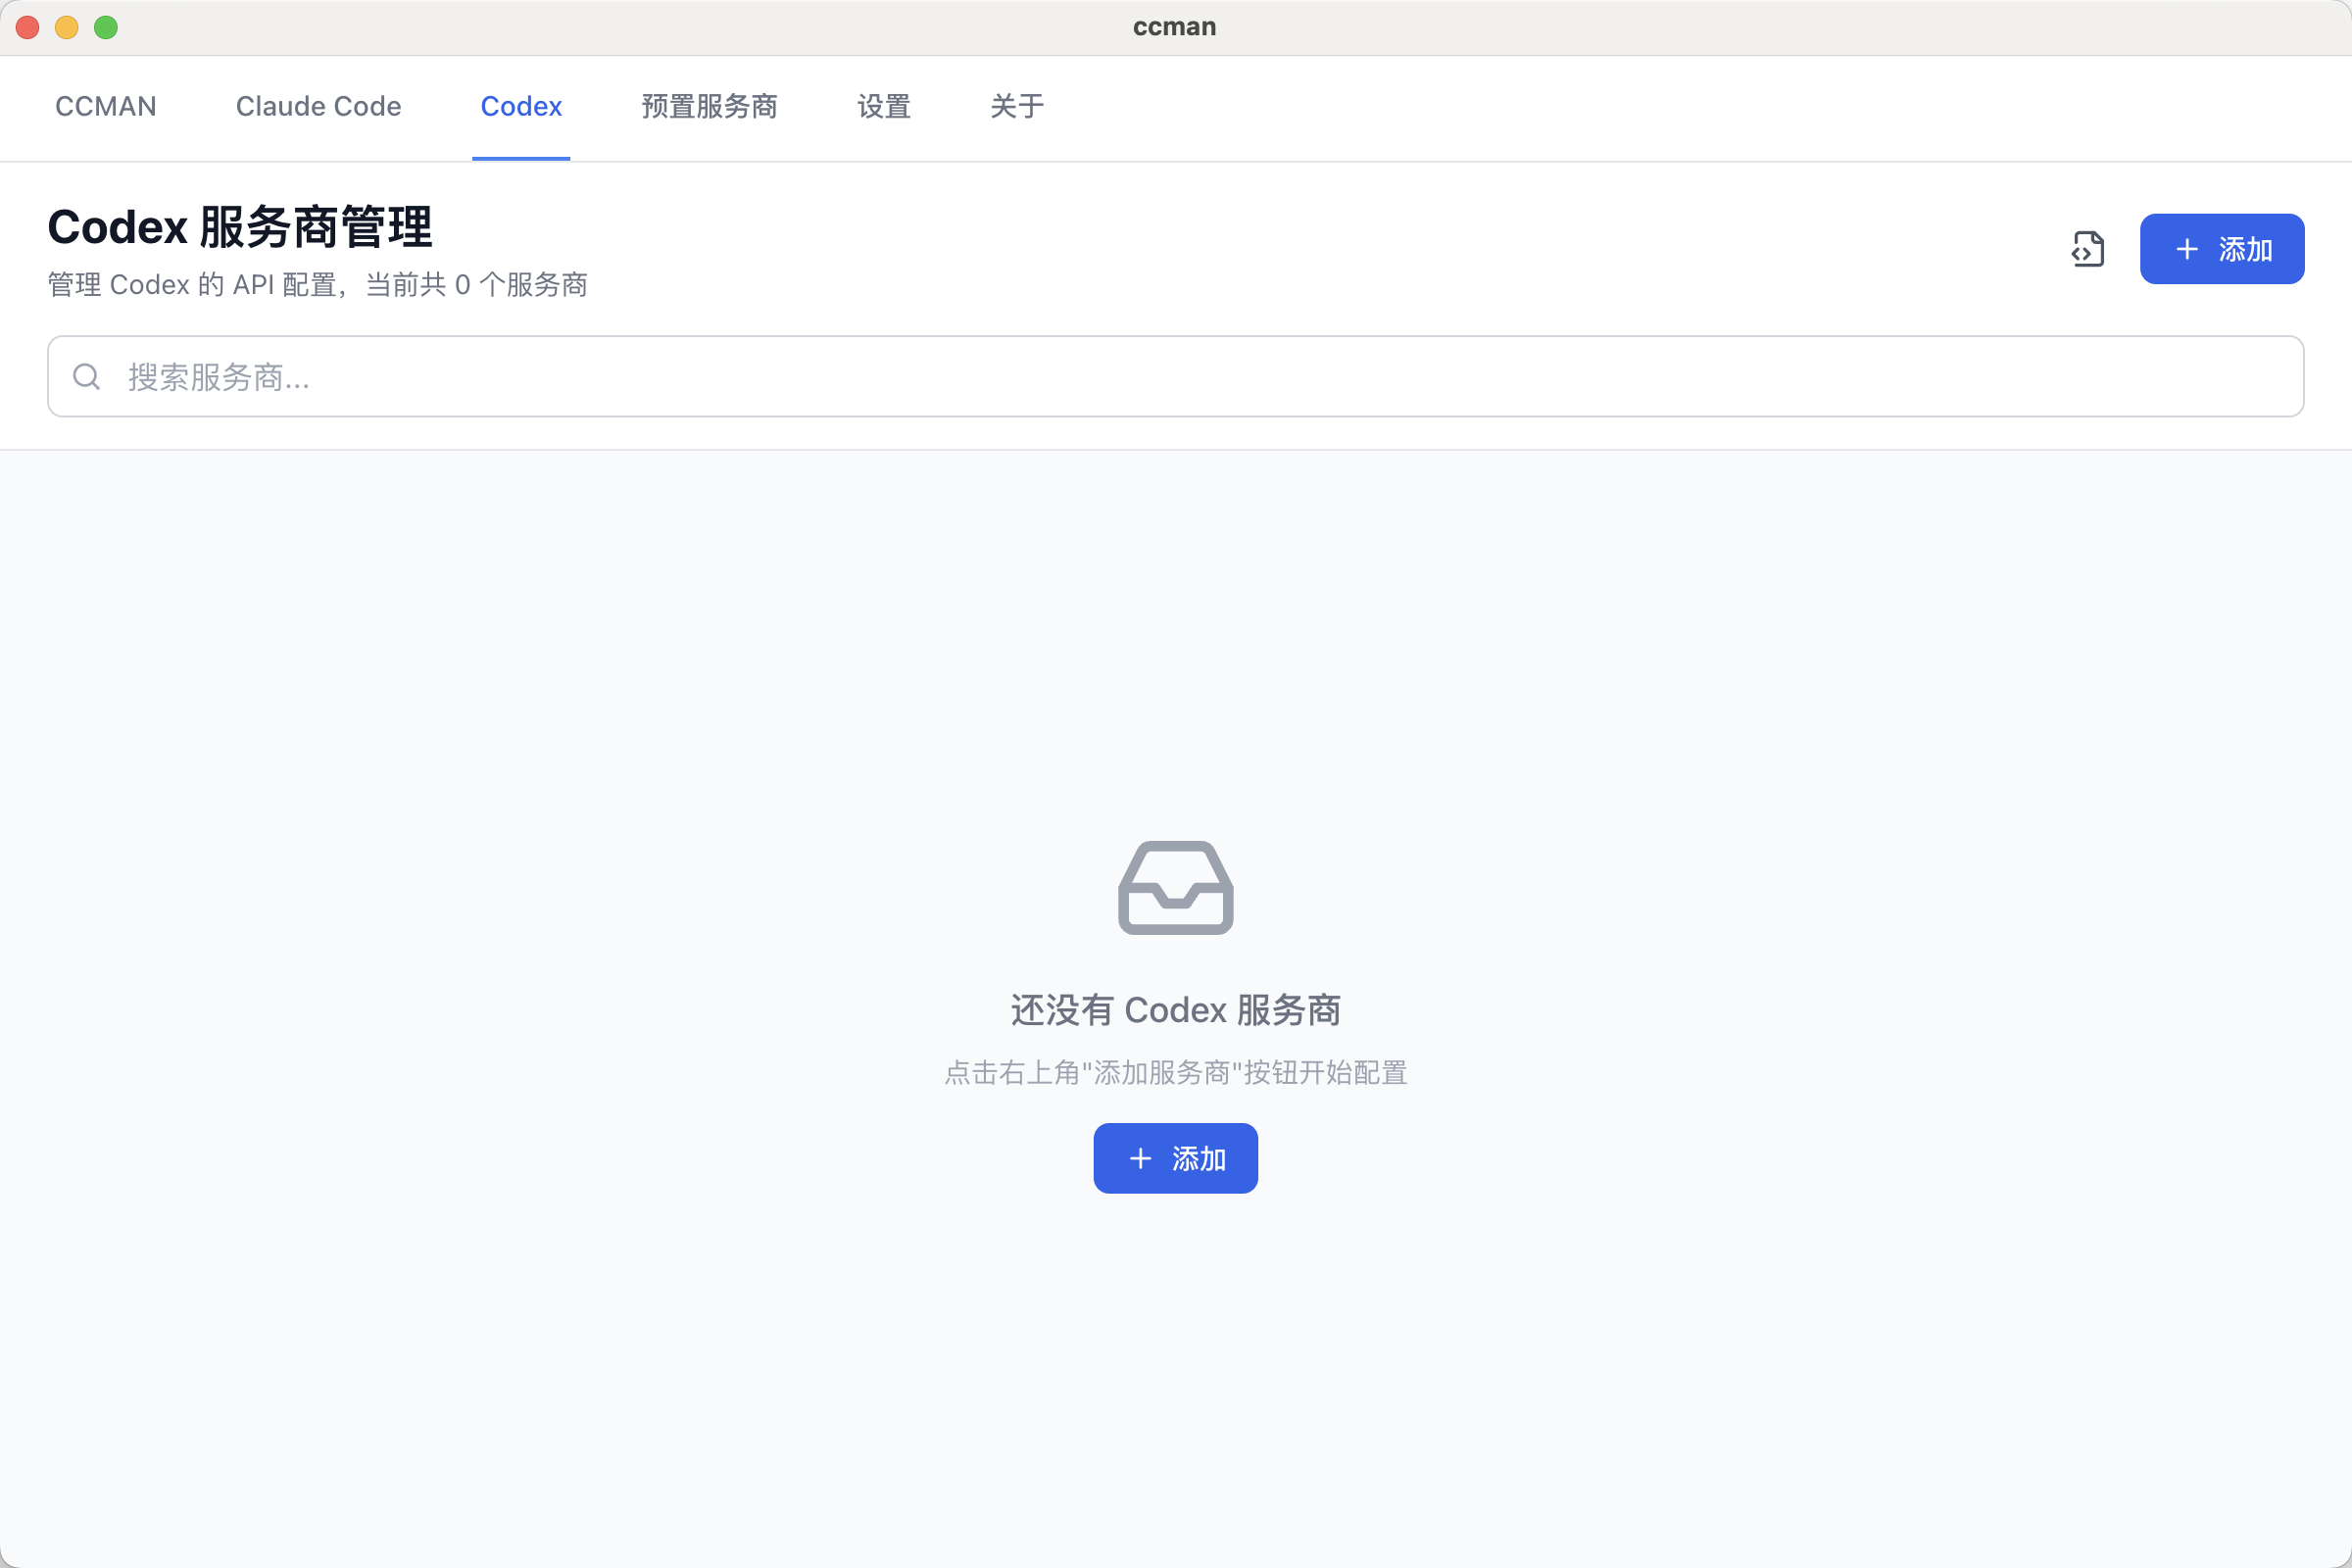 ccman
CCMAN Claude Code Codex 预置服务商 设置 关于
Codex 服务商管理
管理 Codex 的 API 配置，当前共 0 个服务商
添加
搜索服务商...
还没有 Codex 服务商
点击右上角"添加服务商"按钮开始配置
添加